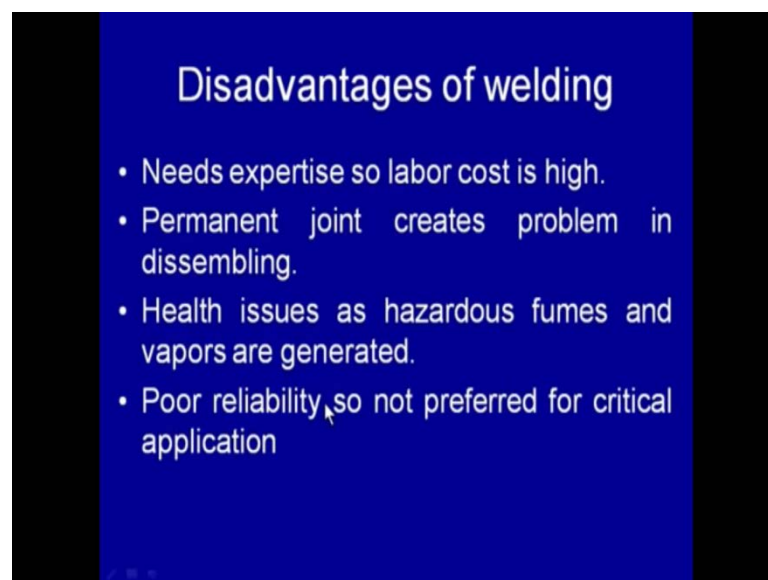 Disadvantages of welding
• Needs expertise so labor cost is high.
• Permanent joint creates problem in
dissembling.
• Health issues as hazardous fumes and
vapors are generated.
• Poor reliability so not preferred for critical
application